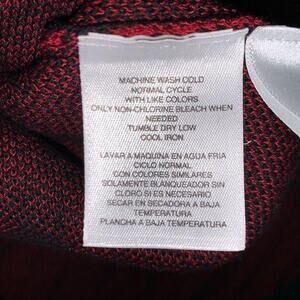 MACHINE WASH COLD
NORMAL CYCLE
WITH LIKE COLORS
ONLY NON-CHLORINE BLEACH WHEN
NEEDED
TUMBLE DRY LOW
COOL IRON
LAVAR A MAQUINA EN AGUA FRIA
CICLO NORMAL
CON COLORES SIMILARES
SOLAMENTE BLANQUEADOR SIN
CLORO SI ES NECESARIO
SECAR EN SECADORA A BAJA
TEMPERATURA
PLANCHA A BAJA TEMPERATURA